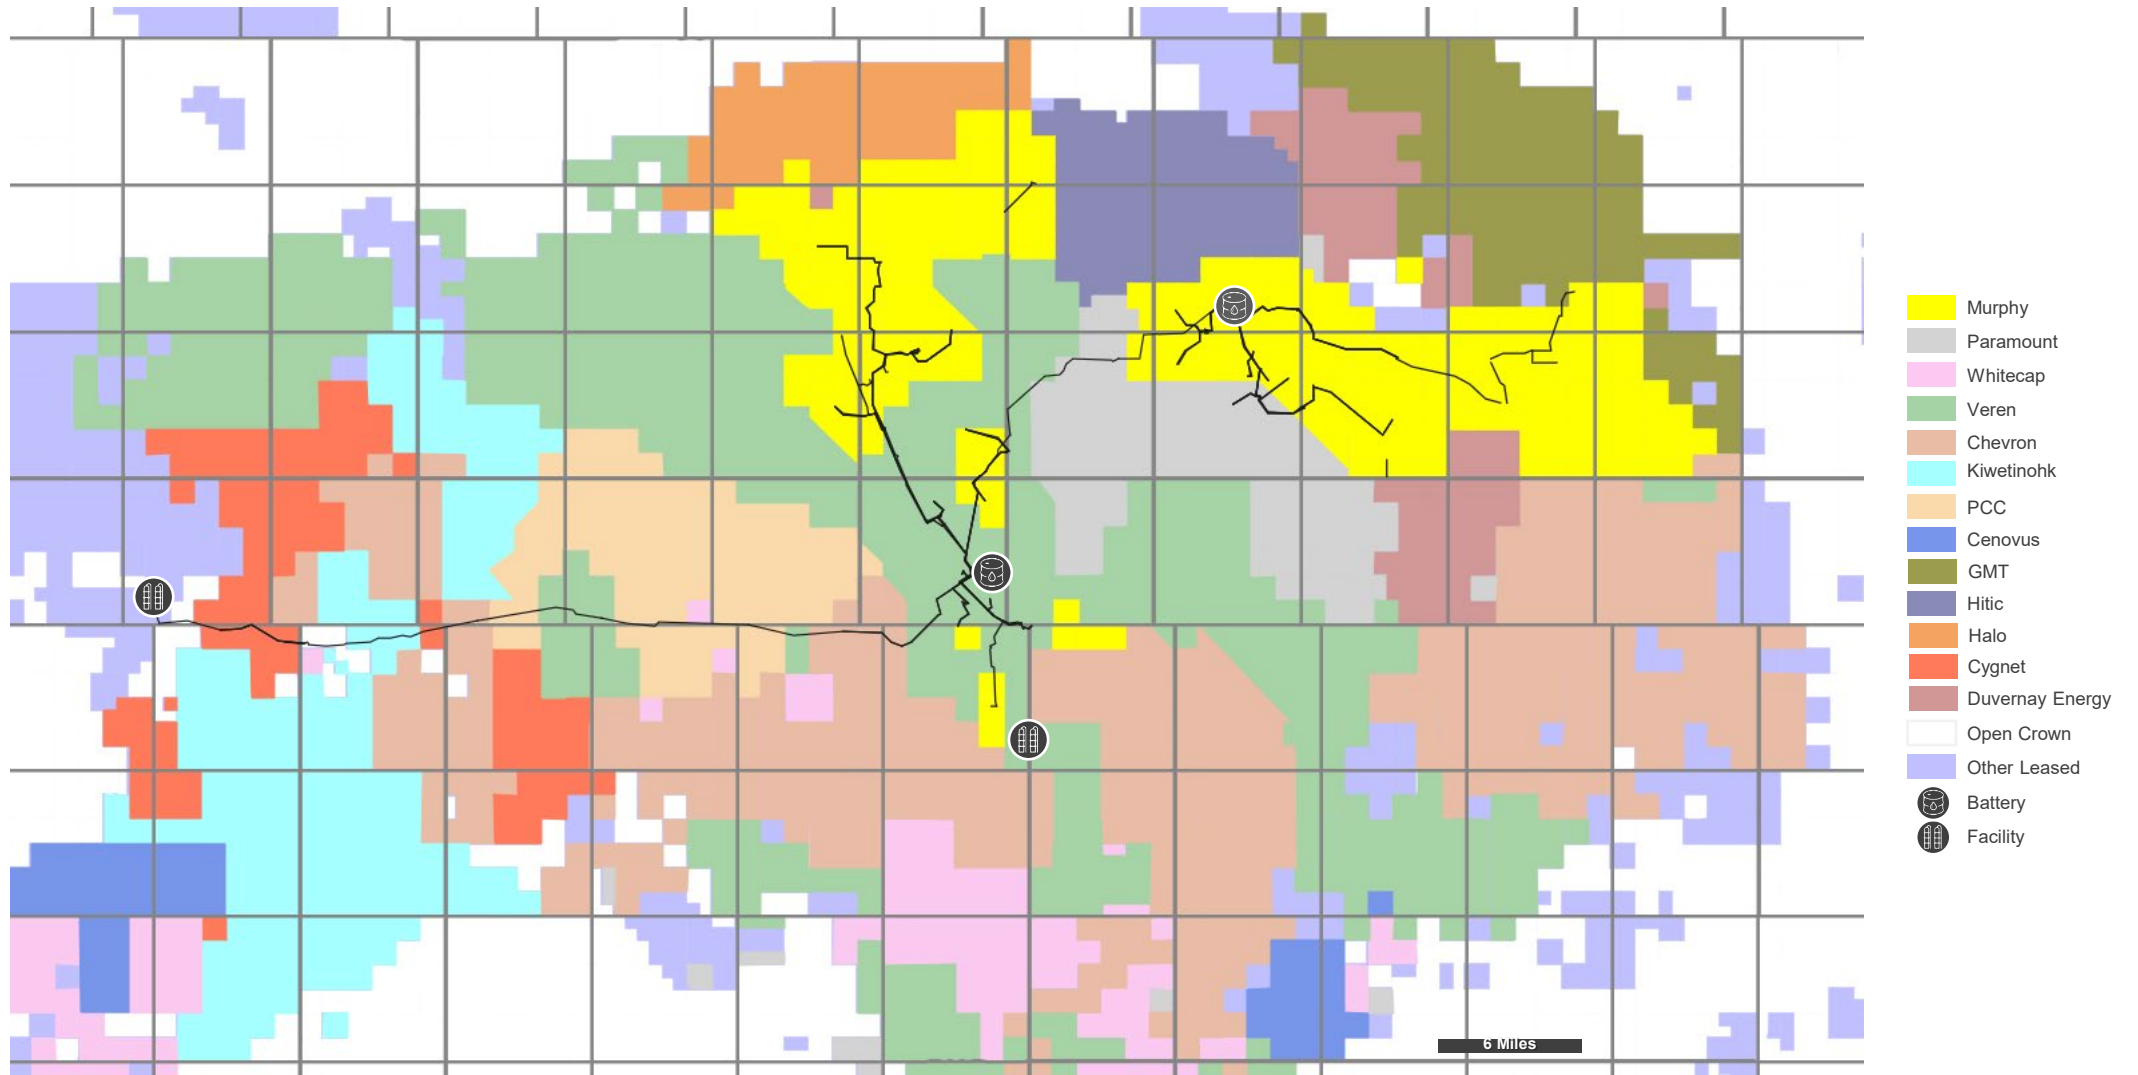 Murphy
Paramount
Whitecap
Veren
Chevron
Kiwetinohk
PCC
Cenovus
GMT
Hitic
Halo
Cygnet
Duvernay Energy
Open Crown
Other Leased
Battery
Facility
6 Miles